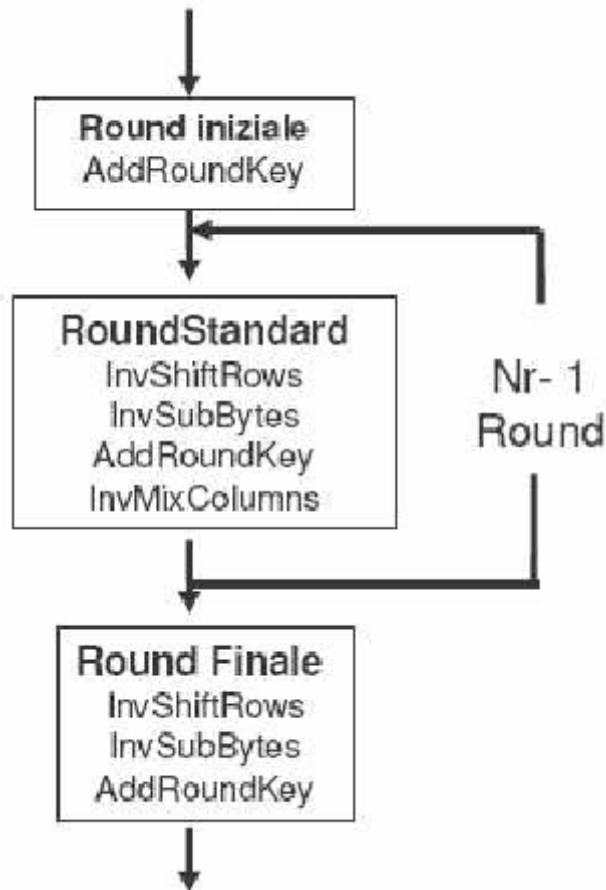 Round iniziale
AddRoundKey
RoundStandard
InvShiftRows
InvSubBytes
AddRoundKey
InvMixColumns
Nr- 1
Round
Round Finale
InvShiftRows
InvSubBytes
AddRoundKey